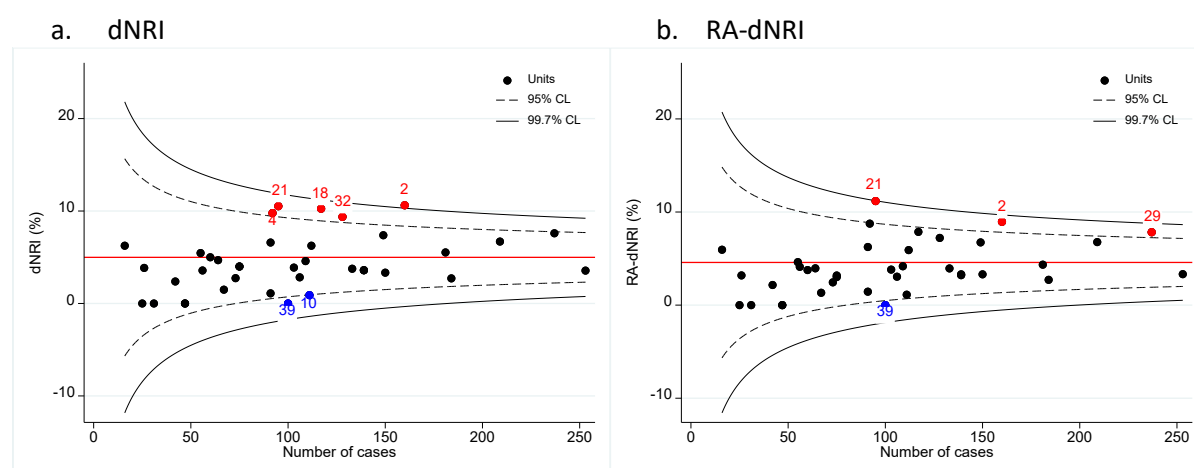 a. dNRI
dNRI (%)
20
10
0
-10
0 50 100 150 200 250
Number of cases
Units
95% CL
99.7% CL
21
4
18
32
2
39
10
b. RA-dNRI
RA-dNRI (%)
20
10
0
-10
0 50 100 150 200 250
Number of cases
Units
95% CL
99.7% CL
21
2
29
39